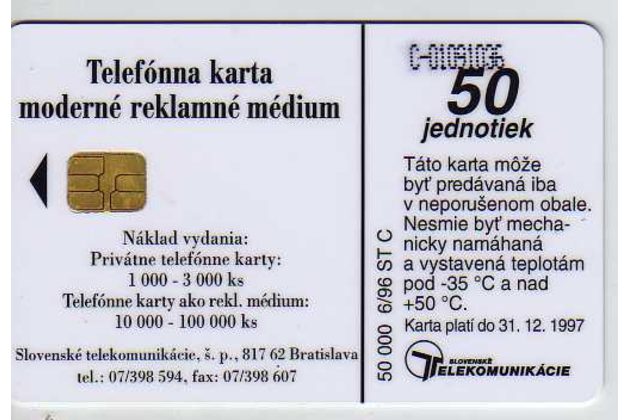 Telefónna karta
moderné reklamné médium
Náklad vydania:
Privátne telefónne karty:
1 000 - 3 000 ks
Telefónne karty ako rekl. médium:
10 000 - 100 000 ks
Slovenské telekomunikácie, š. p., 817 62 Bratislava
tel.: 07/398 594, fax: 07/398 607
C-01091036
50
jednotiek
Táto karta môže
byť predávaná iba
v neporušenom obale.
Nesmie byť mecha-
nicky namáhaná
a vystavená teplotám
pod -35 °C a nad
+50 °C.
Karta platí do 31. 12. 1997
SLOVENSKÉ
TELEKOMUNIKÁCIE
50 000 6/96 ST C